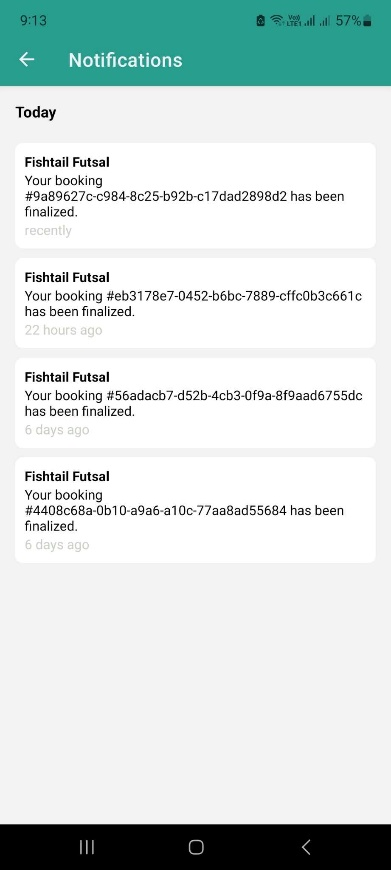 9:13
Vo)) LTE1 57%
Notifications
Today
Fishtail Futsal
Your booking
#9a89627c-c984-8c25-b92b-c17dad2898d2 has been
finalized.
recently
Fishtail Futsal
Your booking #eb3178e7-0452-b6bc-7889-cffc0b3c661c
has been finalized.
22 hours ago
Fishtail Futsal
Your booking #56adacb7-d52b-4cb3-0f9a-8f9aad6755dc
has been finalized.
6 days ago
Fishtail Futsal
Your booking
#4408c68a-0b10-a9a6-a10c-77aa8ad55684 has been
finalized.
6 days ago